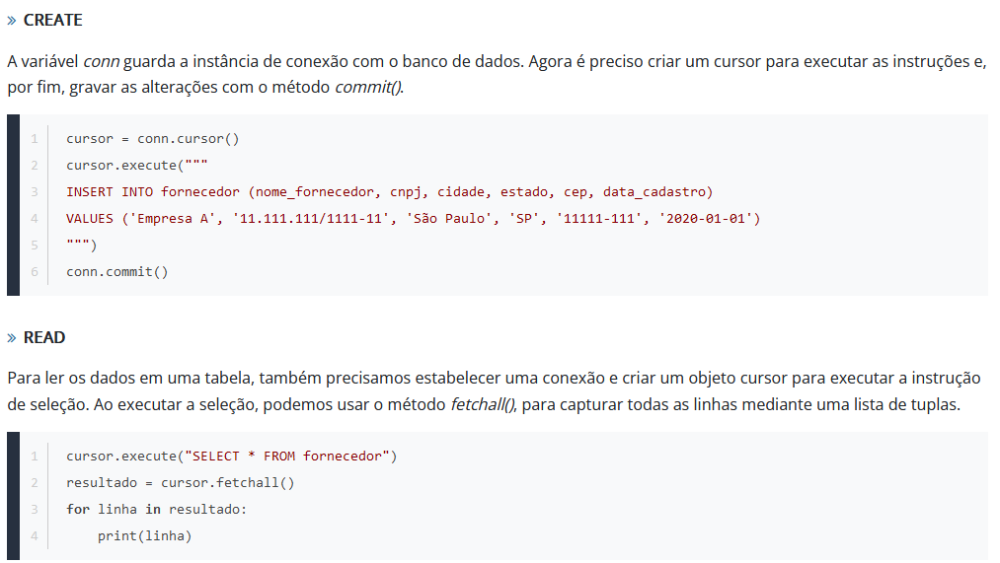 » CREATE
A variável conn guarda a instância de conexão com o banco de dados. Agora é preciso criar um cursor para executar as instruções e,
por fim, gravar as alterações com o método commit().
1 cursor = conn.cursor()
2 cursor.execute("""
3 INSERT INTO fornecedor (nome_fornecedor, cnpj, cidade, estado, cep, data_cadastro)
4 VALUES ('Empresa A', '11.111.111/1111-11', 'São Paulo', 'SP', '11111-111', '2020-01-01')
5 """)
6 conn.commit()
» READ
Para ler os dados em uma tabela, também precisamos estabelecer uma conexão e criar um objeto cursor para executar a instrução
de seleção. Ao executar a seleção, podemos usar o método fetchall(), para capturar todas as linhas mediante uma lista de tuplas.
1 cursor.execute("SELECT * FROM fornecedor")
2 resultado = cursor.fetchall()
3 for linha in resultado:
4     print(linha)